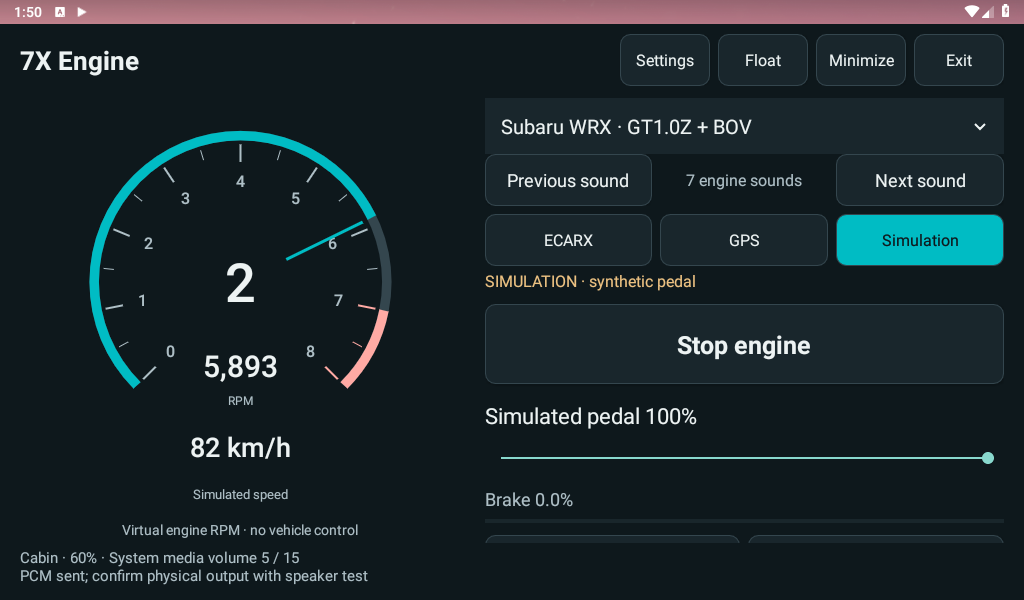 1:50
7X Engine
Settings
Float
Minimize
Exit
Subaru WRX · GT1.0Z + BOV
Previous sound
7 engine sounds
Next sound
ECARX
GPS
Simulation
SIMULATION · synthetic pedal
Stop engine
Simulated pedal 100%
Brake 0.0%
0
1
2
3
4
5
6
7
8
2
5,893
RPM
82 km/h
Simulated speed
Virtual engine RPM · no vehicle control
Cabin · 60% · System media volume 5 / 15
PCM sent; confirm physical output with speaker test